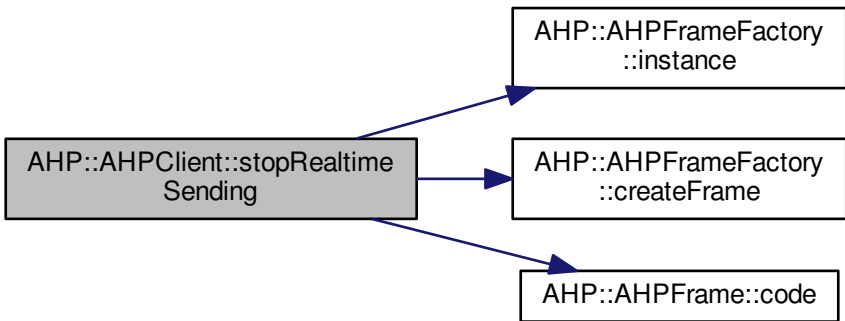 AHP::AHPFrameFactory
::instance
AHP::AHPClient::stopRealtime
Sending
AHP::AHPFrameFactory
::createFrame
AHP::AHPFrame::code